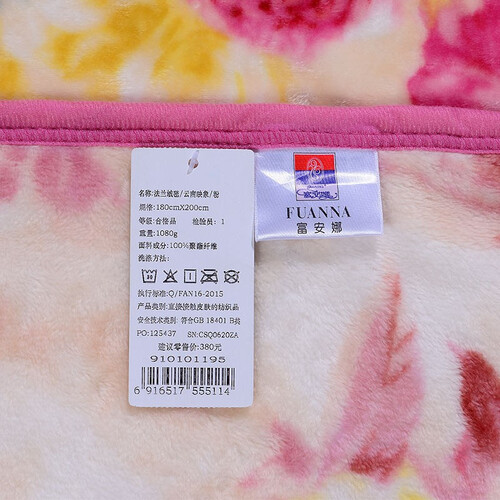 名称:法兰绒毯/云南映象/粉
规格:180cmX200cm
等级:合格品 检验员: 1
重量:1080g
面料成分:100%聚酯纤维
洗涤方法:
执行标准:Q/FAN16-2015
产品类别:直接接触皮肤的纺织品
安全技术类别: 符合GB 18401 B类
PO:125437 SN:CSQ0620ZA
建议零售价:380元
910101195
6 916517 555114
FUANNA
富安娜